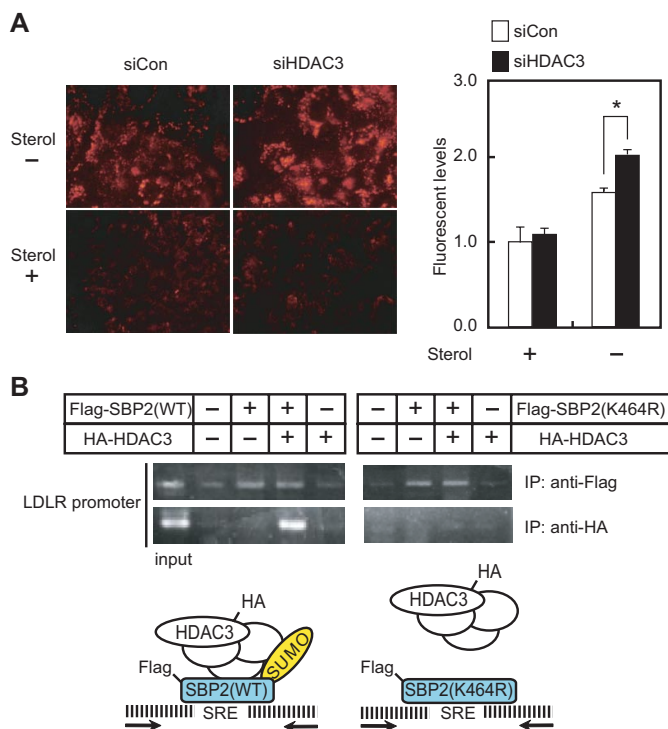 A
siCon
siHDAC3
siCon siHDAC3
Sterol
−
Sterol
+
3.0
2.0
1.0
0.0
Fluorescent levels
*
Sterol + −
B
Flag-SBP2(WT) − + + − − + + − Flag-SBP2(K464R)
HA-HDAC3 − − + + − − + + HA-HDAC3
LDLR promoter
IP: anti-Flag
IP: anti-HA
input
HA
HDAC3
SUMO
Flag
SBP2(WT)
SRE
HA
HDAC3
Flag
SBP2(K464R)
SRE